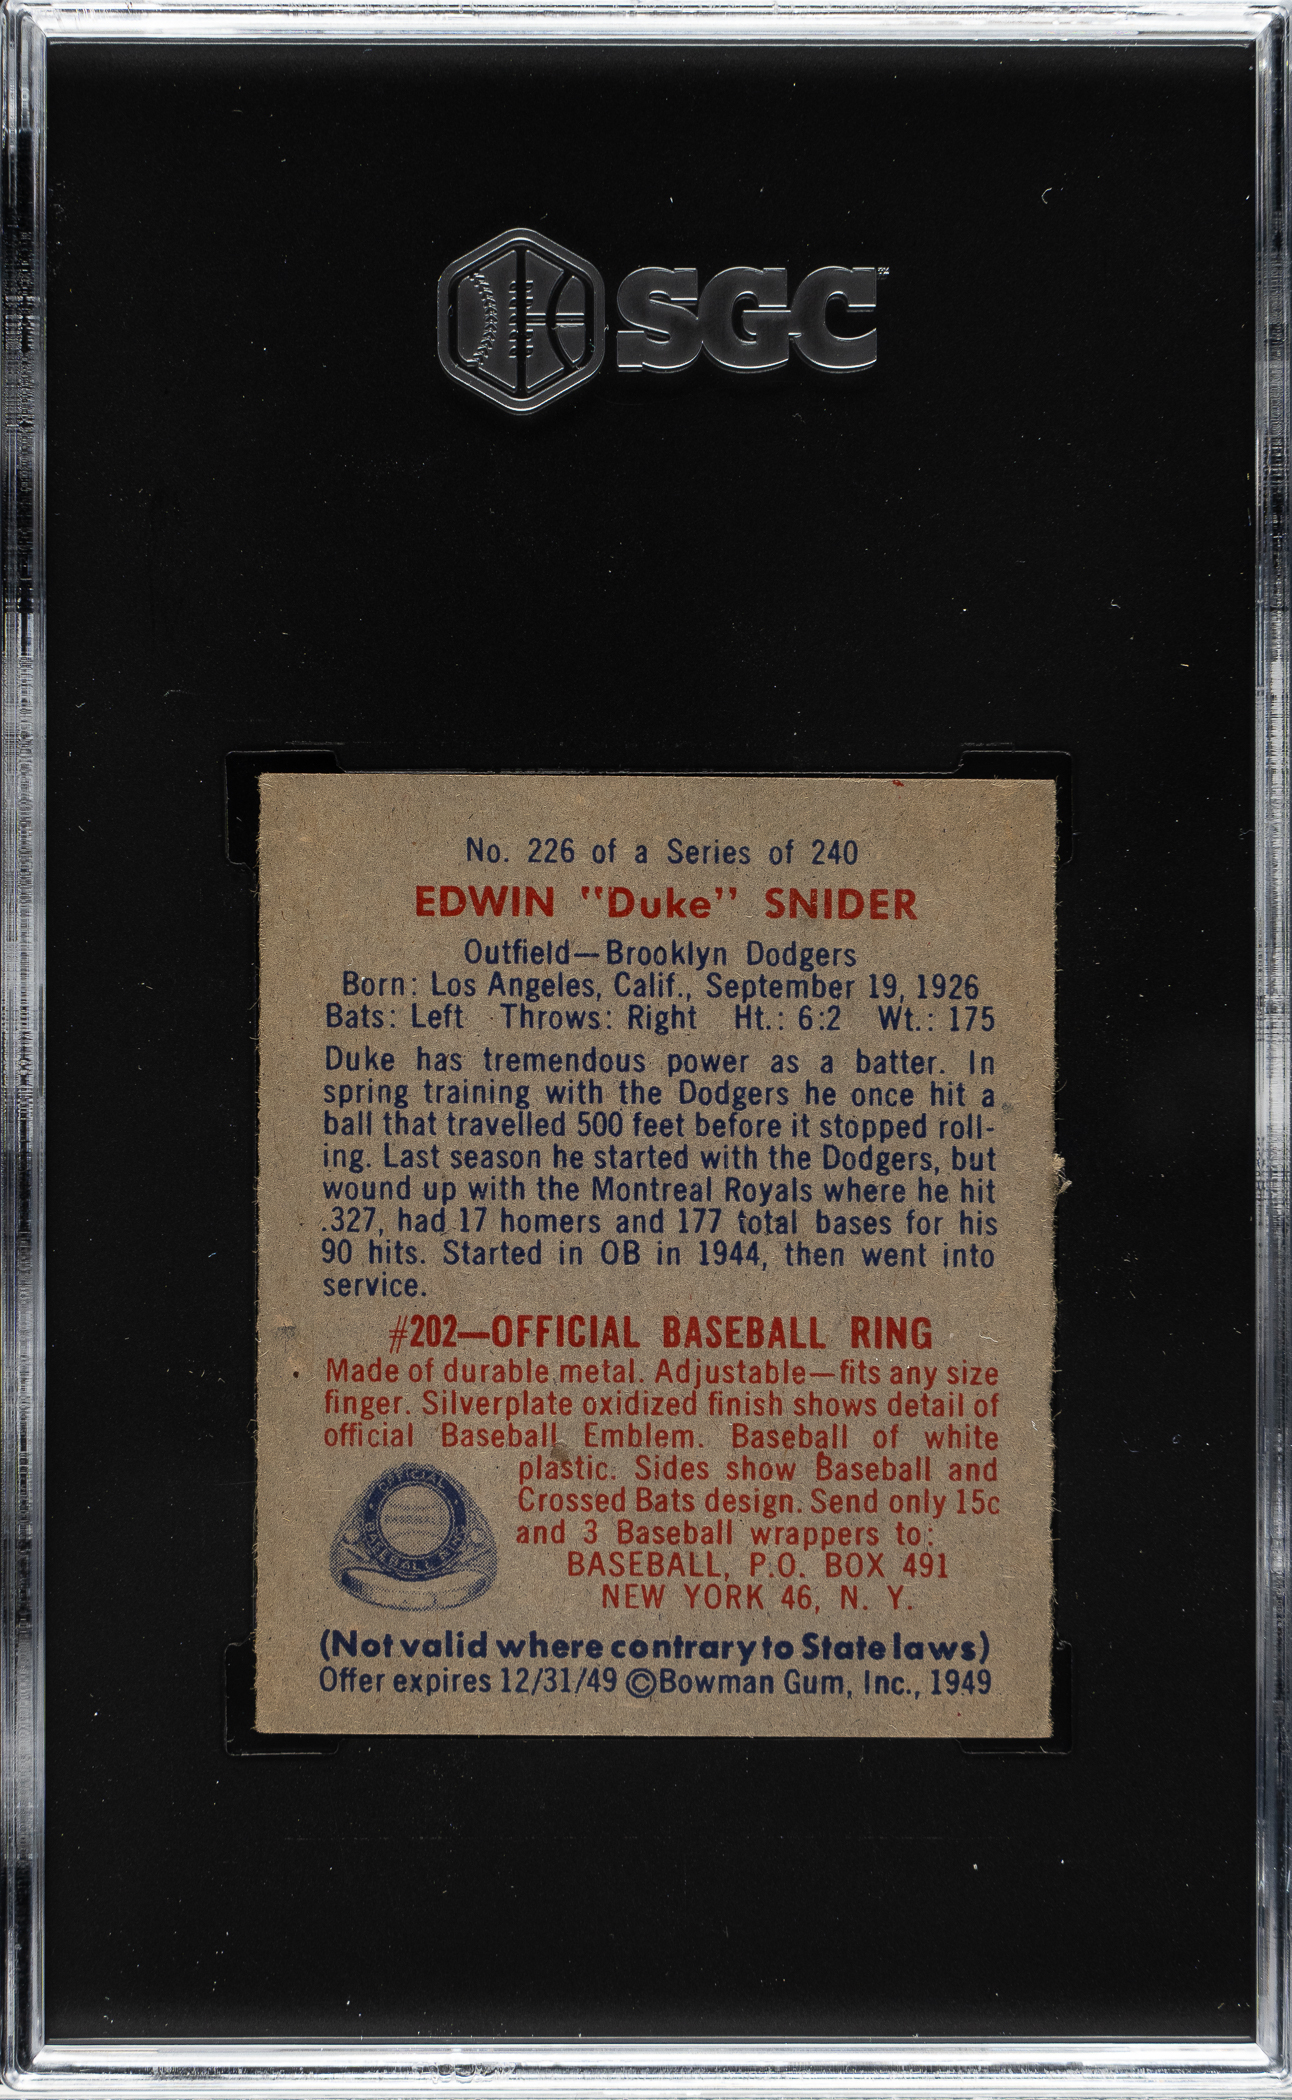 SGC™
No. 226 of a Series of 240
EDWIN "Duke" SNIDER
Outfield—Brooklyn Dodgers
Born: Los Angeles, Calif., September 19, 1926
Bats: Left Throws: Right Ht.: 6:2 Wt.: 175
Duke has tremendous power as a batter. In
spring training with the Dodgers he once hit a
ball that travelled 500 feet before it stopped roll-
ing. Last season he started with the Dodgers, but
wound up with the Montreal Royals where he hit
.327, had 17 homers and 177 total bases for his
90 hits. Started in OB in 1944, then went into
service.
#202—OFFICIAL BASEBALL RING
Made of durable metal. Adjustable—fits any size
finger. Silverplate oxidized finish shows detail of
official Baseball Emblem. Baseball of white
plastic. Sides show Baseball and
Crossed Bats design. Send only 15c
and 3 Baseball wrappers to:
BASEBALL, P.O. BOX 491
NEW YORK 46, N. Y.
OFFICIAL
BASEBALL RING
(Not valid where contrary to State laws)
Offer expires 12/31/49 ©Bowman Gum, Inc., 1949